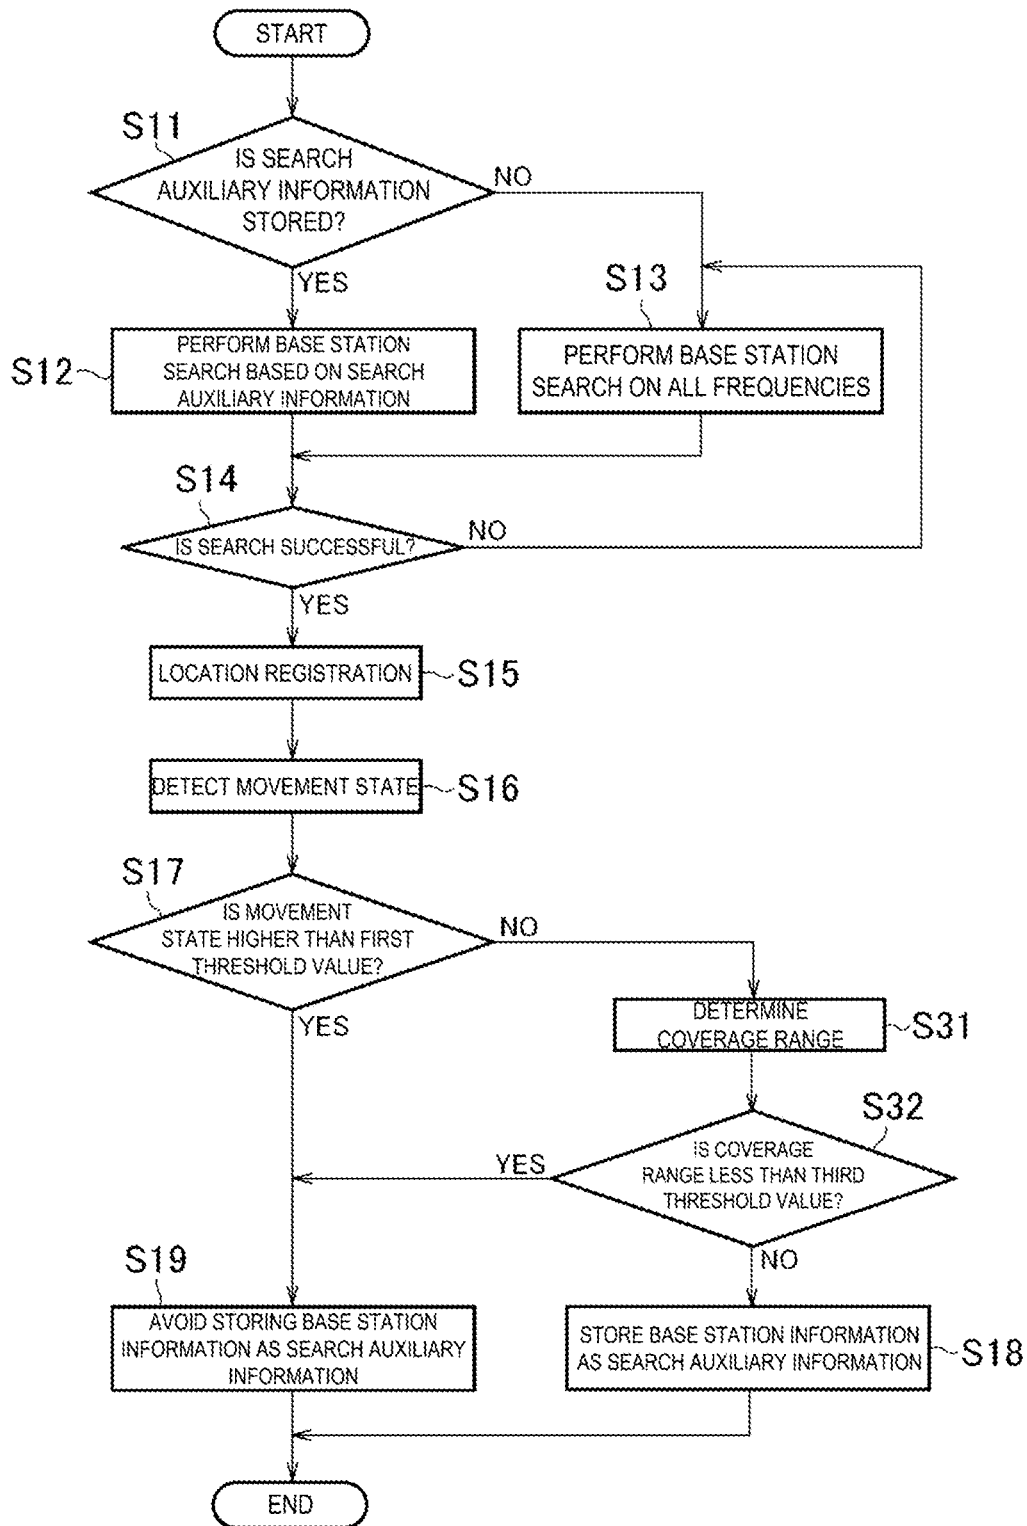 START
S11
IS SEARCH
AUXILIARY INFORMATION
STORED?
NO
YES
S13
S12
PERFORM BASE STATION
SEARCH BASED ON SEARCH
AUXILIARY INFORMATION
PERFORM BASE STATION
SEARCH ON ALL FREQUENCIES
S14
IS SEARCH SUCCESSFUL?
NO
YES
LOCATION REGISTRATION
S15
DETECT MOVEMENT STATE
S16
S17
IS MOVEMENT
STATE HIGHER THAN FIRST
THRESHOLD VALUE?
NO
YES
DETERMINE
COVERAGE RANGE
S31
S32
IS COVERAGE
RANGE LESS THAN THIRD
THRESHOLD VALUE?
YES
NO
S19
AVOID STORING BASE STATION
INFORMATION AS SEARCH AUXILIARY
INFORMATION
STORE BASE STATION INFORMATION
AS SEARCH AUXILIARY INFORMATION
S18
END